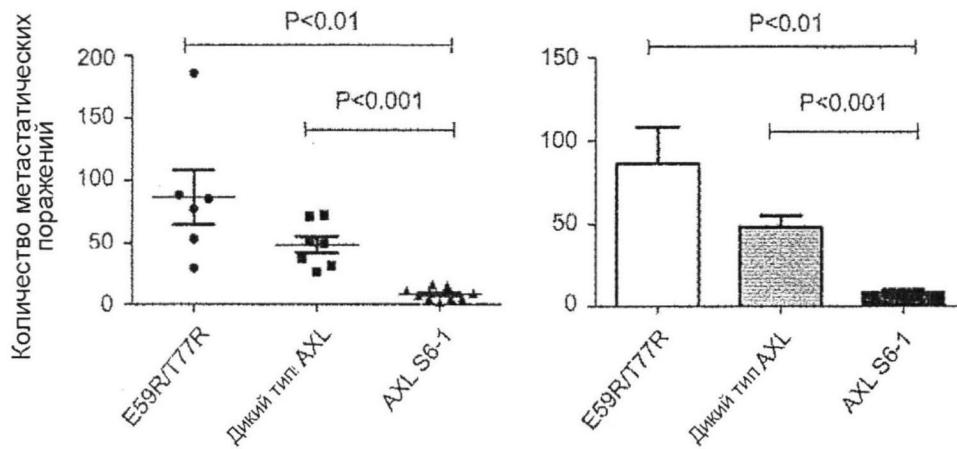 Количество метастатических
поражений
P<0.01
P<0.001
200
150
100
50
0
E59R/T77R
Дикий тип AXL
AXL S6-1
P<0.01
P<0.001
150
100
50
0
E59R/T77R
Дикий тип AXL
AXL S6-1